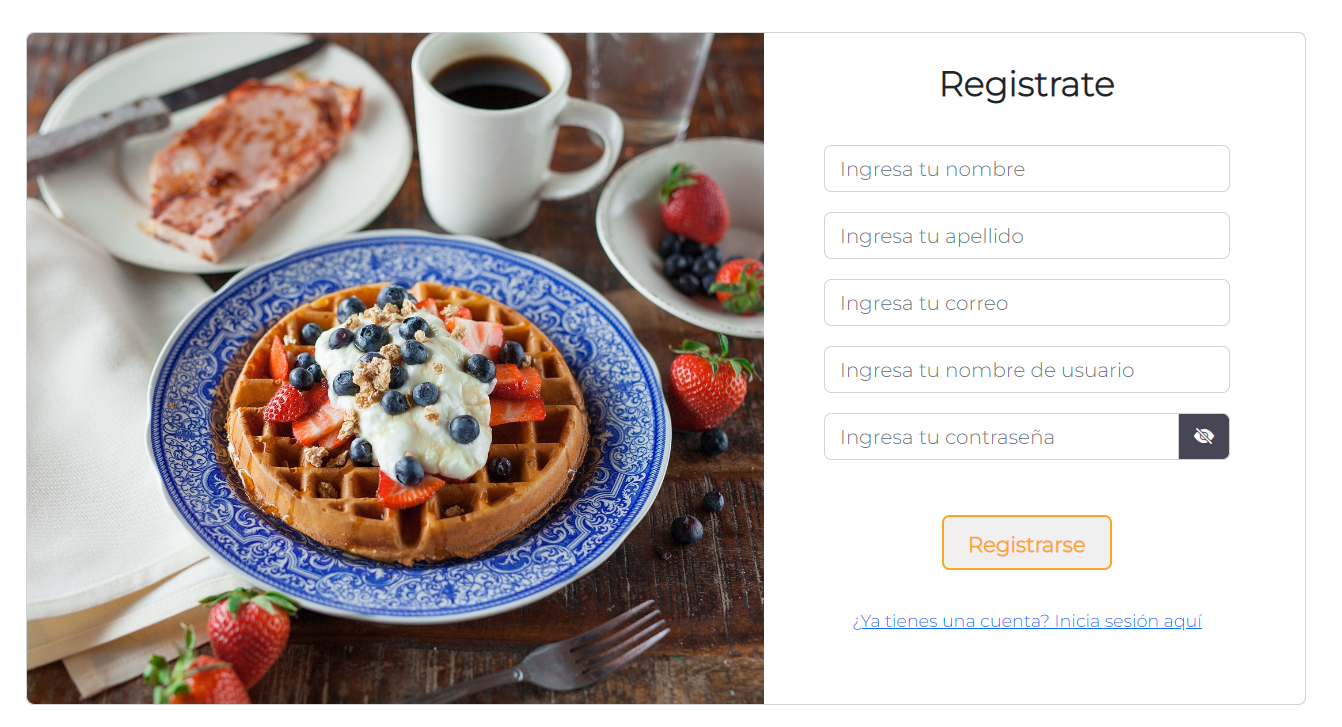 Registrate
Ingresa tu nombre
Ingresa tu apellido
Ingresa tu correo
Ingresa tu nombre de usuario
Ingresa tu contraseña
Registrarse
¿Ya tienes una cuenta? Inicia sesión aquí